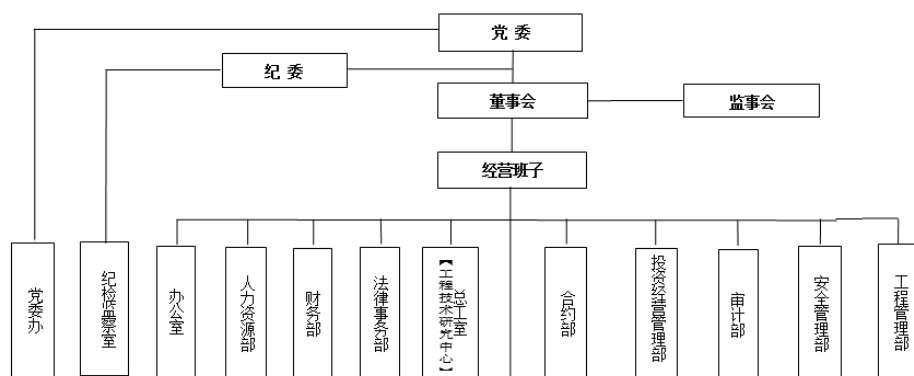 党 委
纪 委
董事会
监事会
经营班子
党委办
纪检监察室
办公室
人力资源部
财务部
法律事务部
总工室
【工程技术研究中心】
合约部
投资经营管理部
审计部
安全管理部
工程管理部